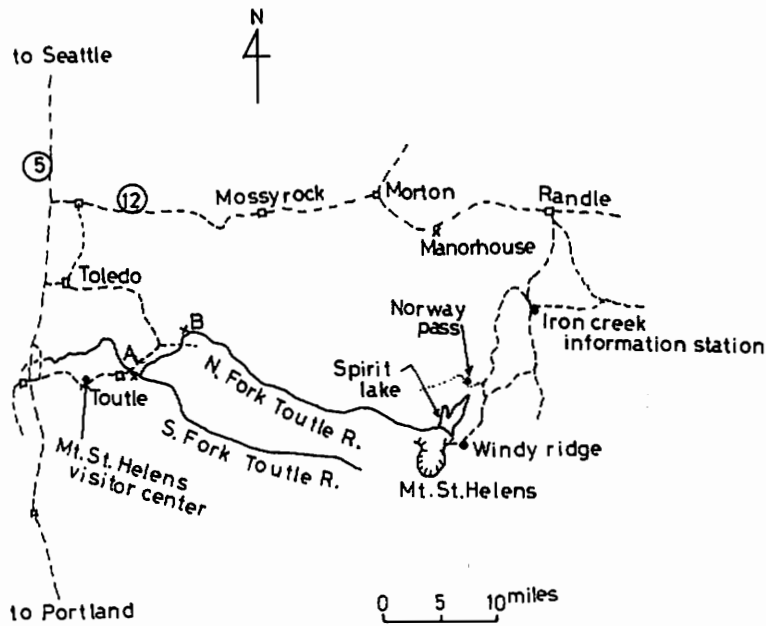 N
to Seattle
5
12
Mossyrock
Morton
Randle
Manorhouse
Toledo
Norway
pass
B
Iron creek
information station
A
Spirit
lake
N. Fork Toutle R.
Toutle
S. Fork Toutle R.
Windy ridge
Mt. St. Helens
visitor center
Mt. St. Helens
to Portland
0 5 10 miles